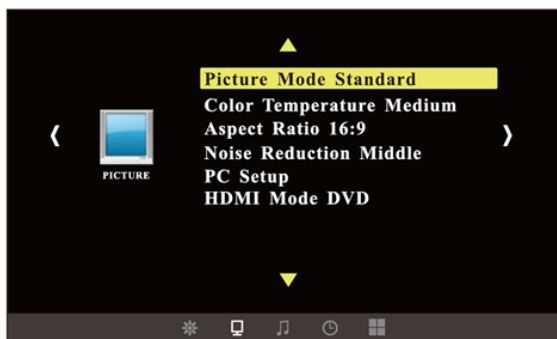 Picture Mode Standard
Color Temperature Medium
Aspect Ratio 16:9
Noise Reduction Middle
PC Setup
HDMI Mode DVD
PICTURE